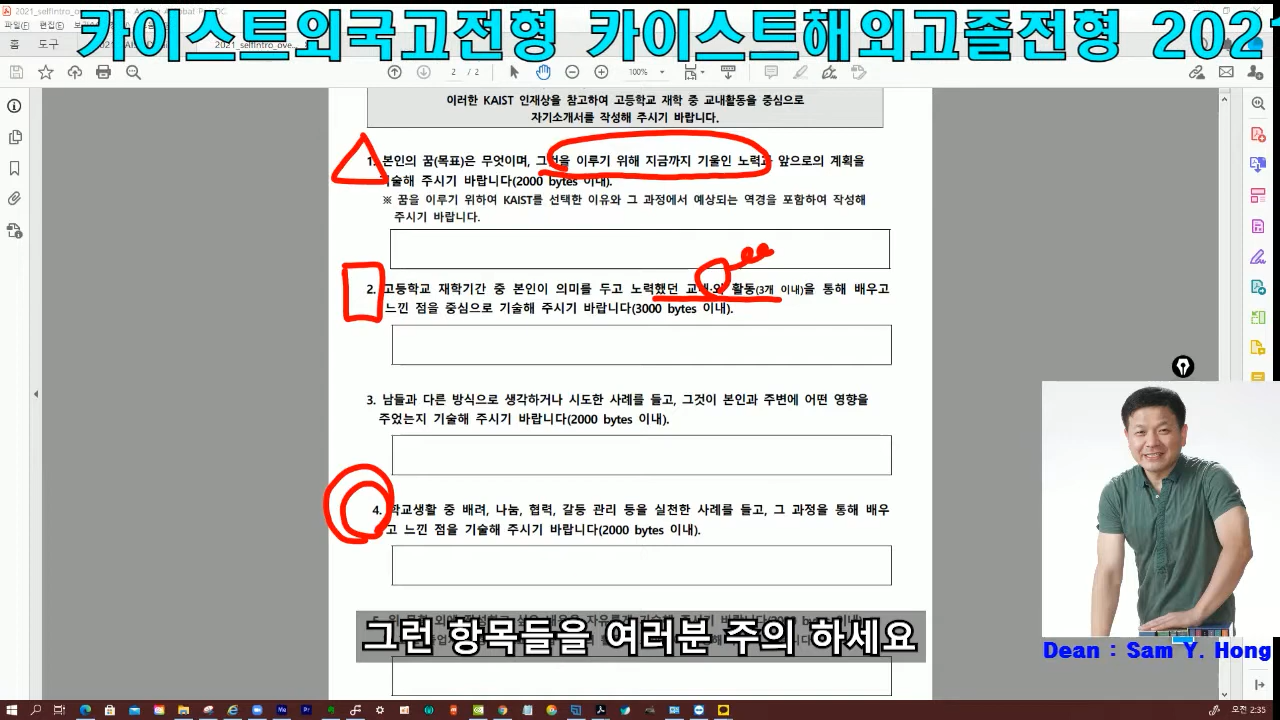 카이스트외국고전형 카이스트해외고졸전형 202
홈 도구 2021_selfintro_ove...
2 / 2 100%
이러한 KAIST 인재상을 참고하여 고등학교 재학 중 교내활동을 중심으로
자기소개서를 작성해 주시기 바랍니다.
1. 본인의 꿈(목표)은 무엇이며, 그것을 이루기 위해 지금까지 기울인 노력과 앞으로의 계획을
기술해 주시기 바랍니다(2000 bytes 이내).
※ 꿈을 이루기 위하여 KAIST를 선택한 이유와 그 과정에서 예상되는 역경을 포함하여 작성해
주시기 바랍니다.
2. 고등학교 재학기간 중 본인이 의미를 두고 노력했던 교내·외 활동(3개 이내)을 통해 배우고
느낀 점을 중심으로 기술해 주시기 바랍니다(3000 bytes 이내).
3. 남들과 다른 방식으로 생각하거나 시도한 사례를 들고, 그것이 본인과 주변에 어떤 영향을
주었는지 기술해 주시기 바랍니다(2000 bytes 이내).
4. 학교생활 중 배려, 나눔, 협력, 갈등 관리 등을 실천한 사례를 들고, 그 과정을 통해 배우
고 느낀 점을 기술해 주시기 바랍니다(2000 bytes 이내).
그런 항목들을 여러분 주의 하세요
Dean : Sam Y. Hong
오전 2:35